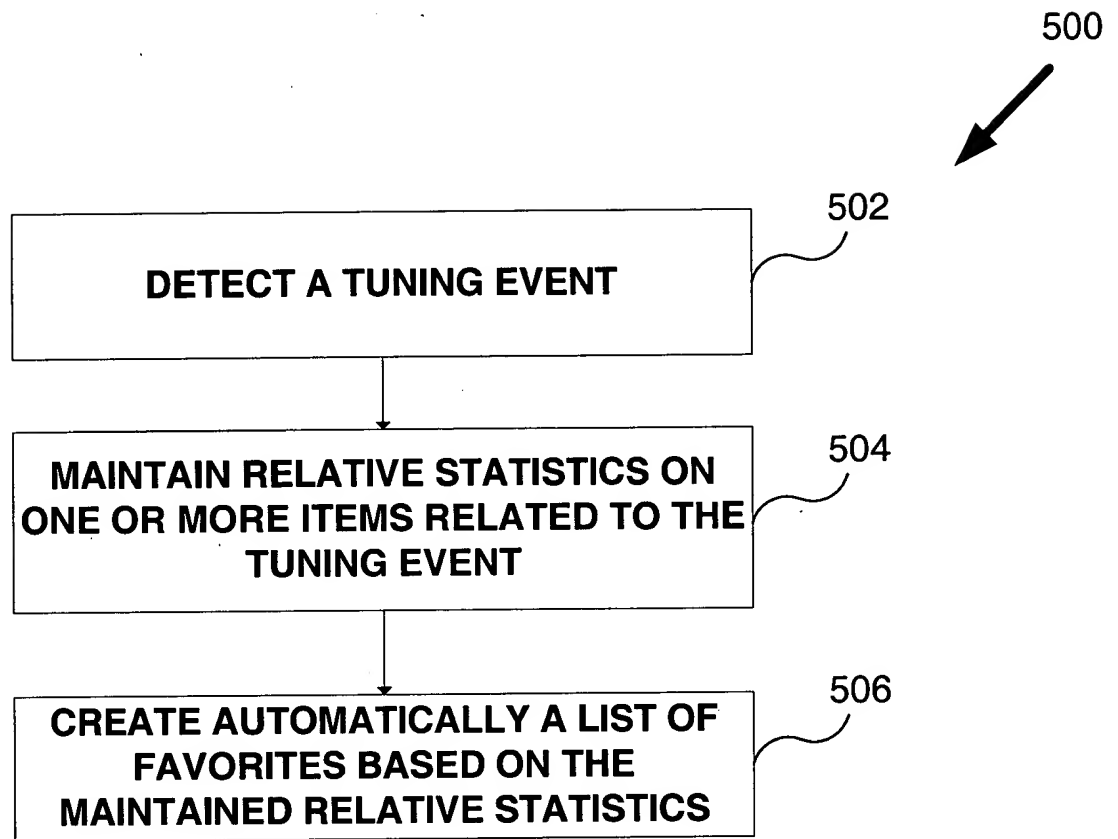 500
502
DETECT A TUNING EVENT
504
MAINTAIN RELATIVE STATISTICS ON
ONE OR MORE ITEMS RELATED TO THE
TUNING EVENT
506
CREATE AUTOMATICALLY A LIST OF
FAVORITES BASED ON THE
MAINTAINED RELATIVE STATISTICS